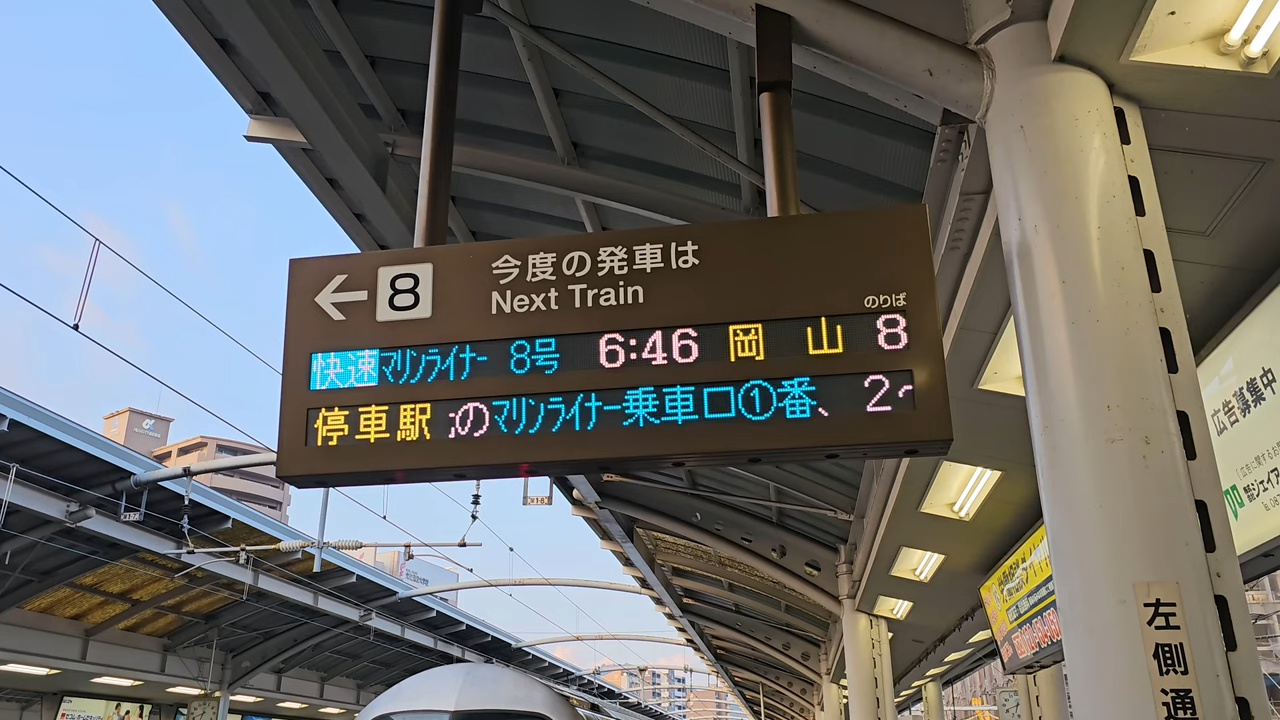 ← 8
今度の発車は
Next Train
のりば
快速 マリンライナー 8号 6:46 岡山 8
停車駅 のマリンライナー乗車口①番、 2
広告募集中
左側通